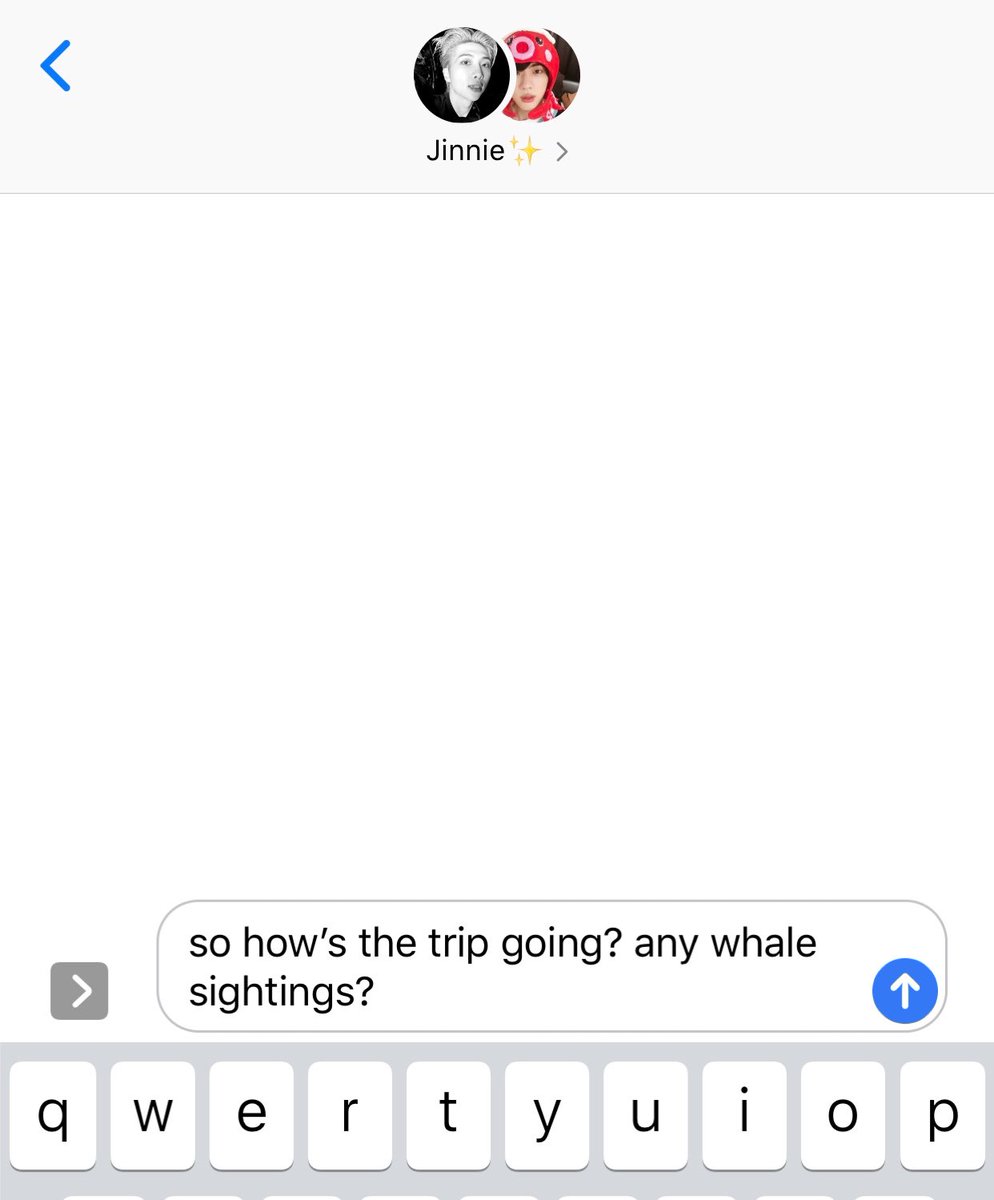 Jinnie✨
so how’s the trip going? any whale
sightings?
q w e r t y u i o p